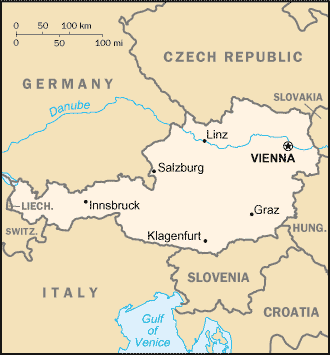 0 50 100 km
0 50 100 mi
CZECH REPUBLIC
GERMANY
SLOVAKIA
Danube
Linz
VIENNA
Salzburg
LIECH.
Innsbruck
Graz
SWITZ.
Klagenfurt
HUNG.
SLOVENIA
ITALY
CROATIA
Gulf
of
Venice